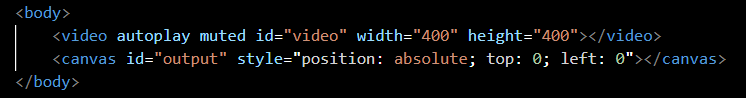 <body>
<video autoplay muted id="video" width="400" height="400"></video>
<canvas id="output" style="position: absolute; top: 0; left: 0"></canvas>
</body>